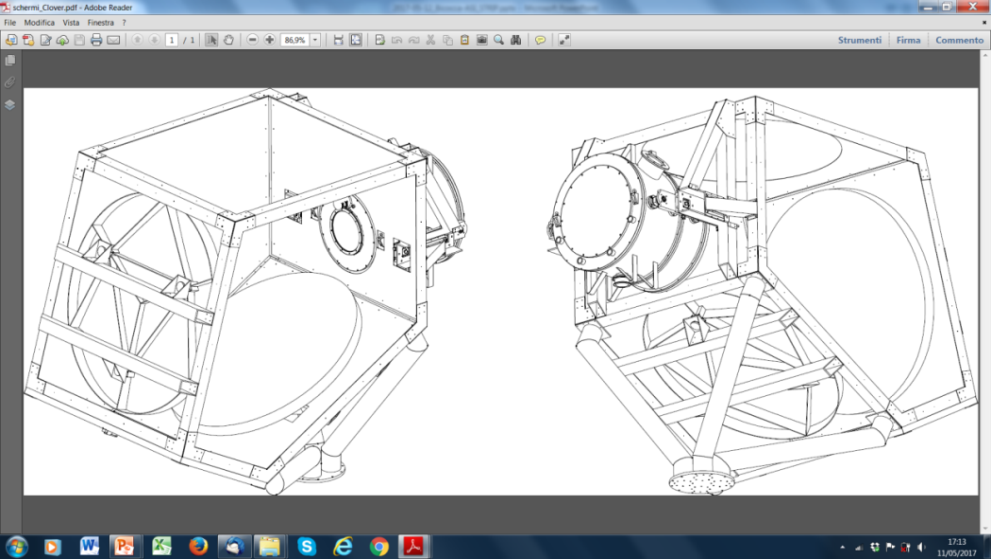 schermi_Clover.pdf - Adobe Reader
File Modifica Vista Finestra ?
1 / 1 86,9% Strumenti Firma Commento
17:13
11/05/2017